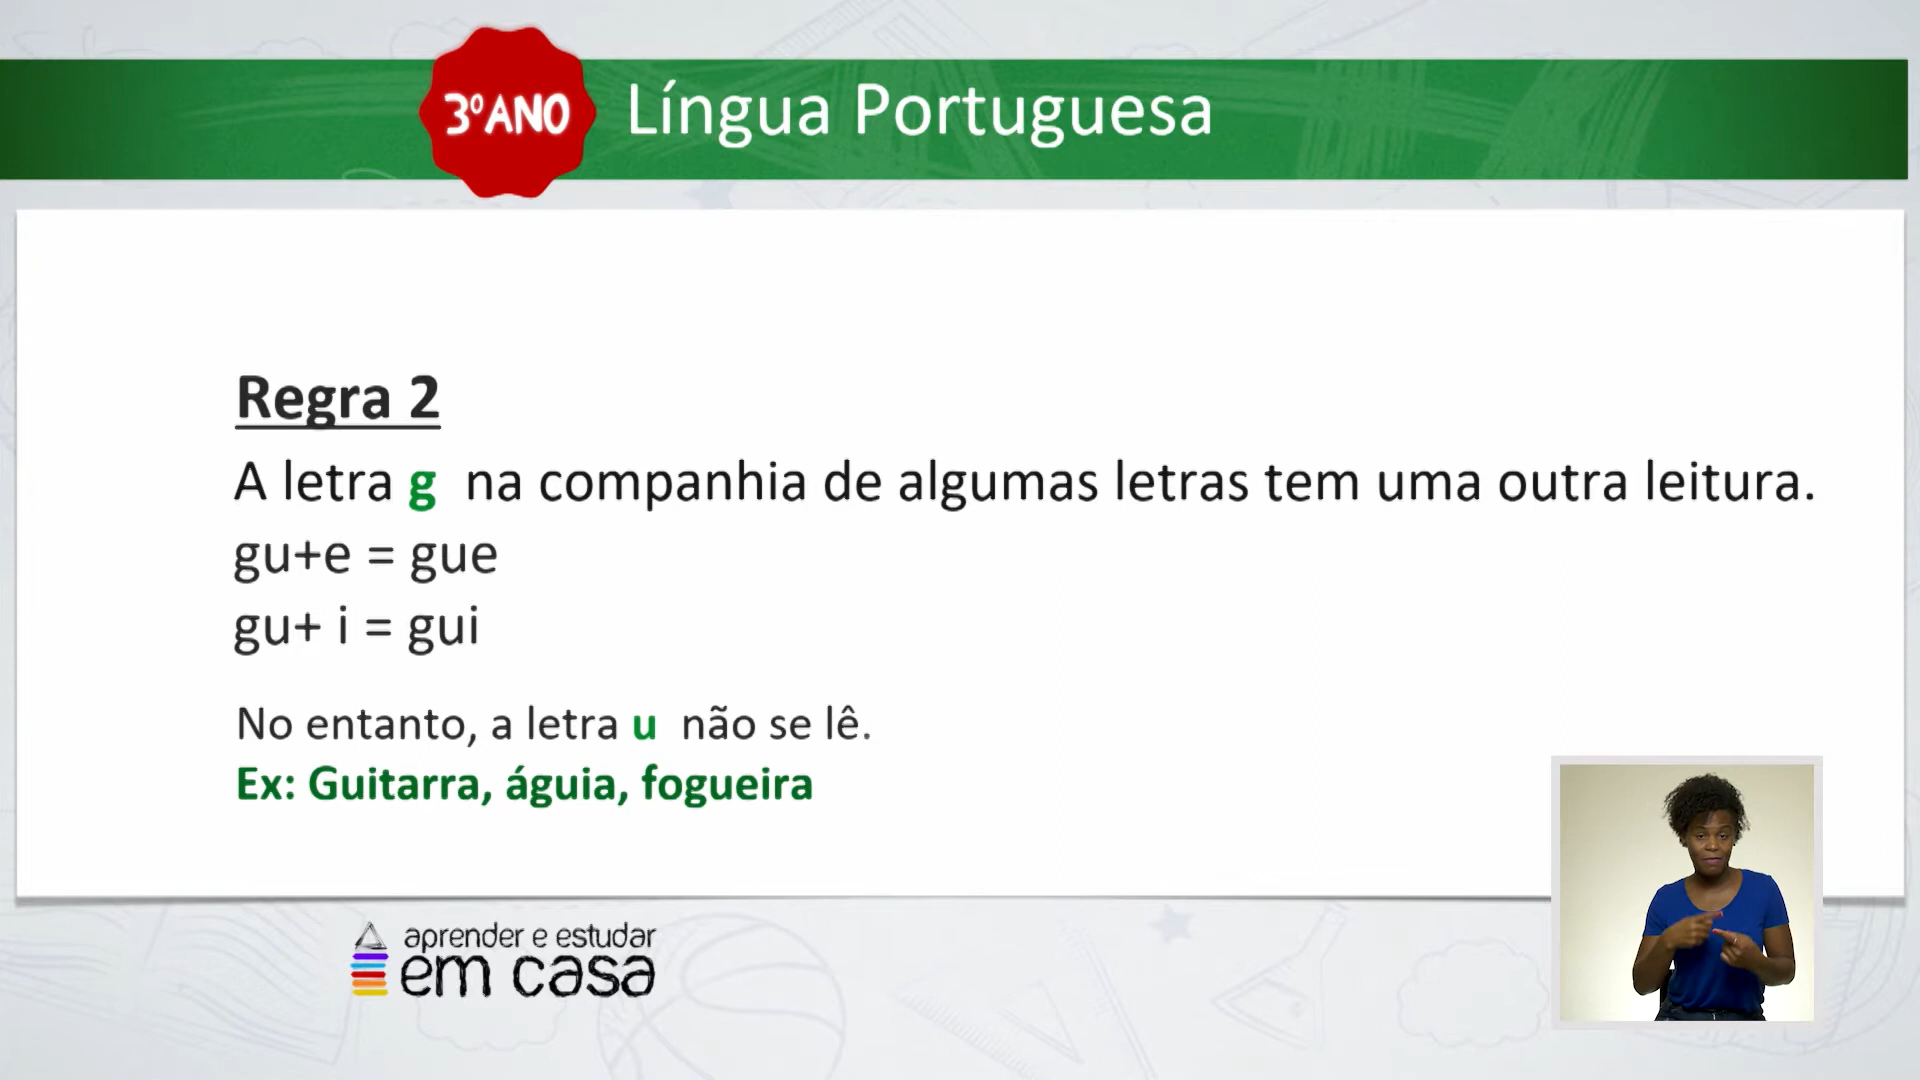 3ºANO
Língua Portuguesa
Regra 2
A letra g na companhia de algumas letras tem uma outra leitura.
gu+e = gue
gu+ i = gui
No entanto, a letra u não se lê.
Ex: Guitarra, águia, fogueira
aprender e estudar
em casa